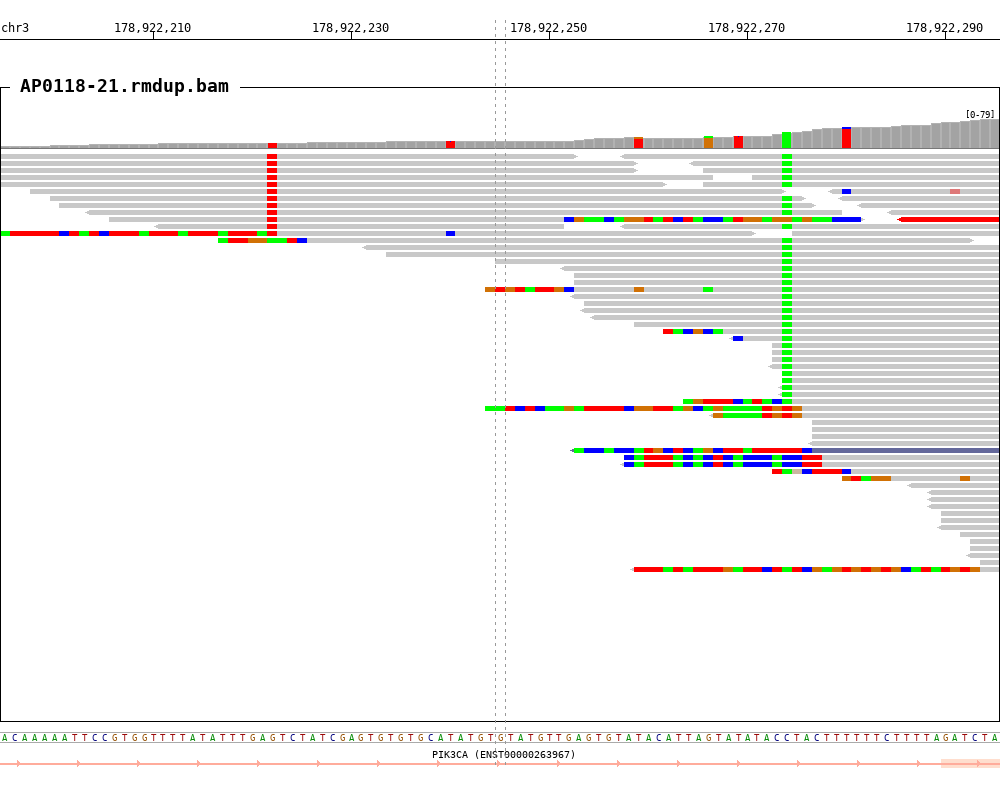 chr3 178,922,210 178,922,230 178,922,250 178,922,270 178,922,290
AP0118-21.rmdup.bam
[0-79]
ACAAAAATTCCGTGGTTTTATATTTGAGTCTATCGAGTGTGTGCATATGTGTATGTTGAGTGTATACATTAGTATATACCTACTTTTTTCTTTTAGATCTA
PIK3CA (ENST00000263967)